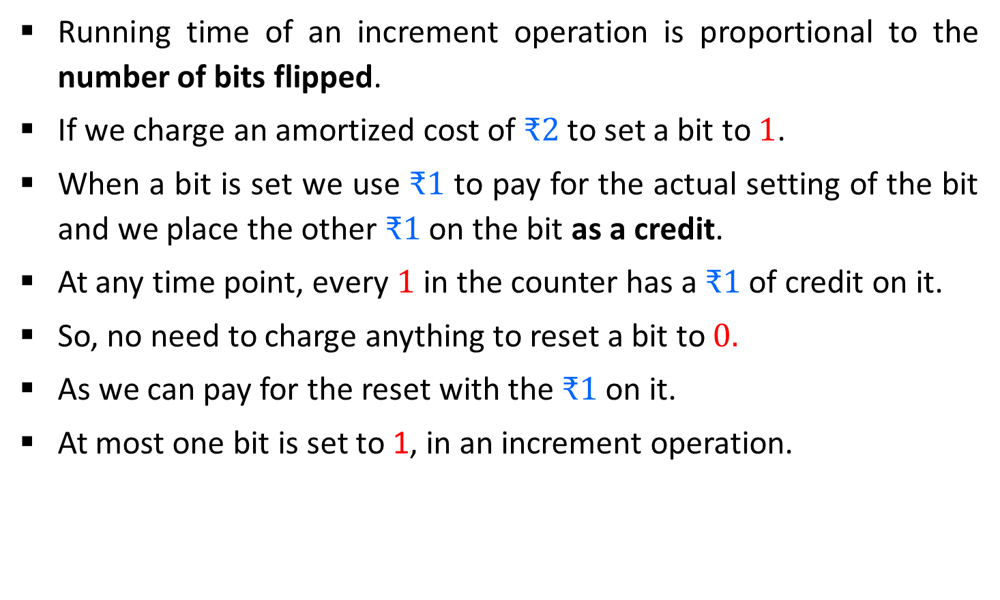 ▪ Running time of an increment operation is proportional to the
number of bits flipped.
▪ If we charge an amortized cost of ₹2 to set a bit to 1.
▪ When a bit is set we use ₹1 to pay for the actual setting of the bit
and we place the other ₹1 on the bit as a credit.
▪ At any time point, every 1 in the counter has a ₹1 of credit on it.
▪ So, no need to charge anything to reset a bit to 0.
▪ As we can pay for the reset with the ₹1 on it.
▪ At most one bit is set to 1, in an increment operation.